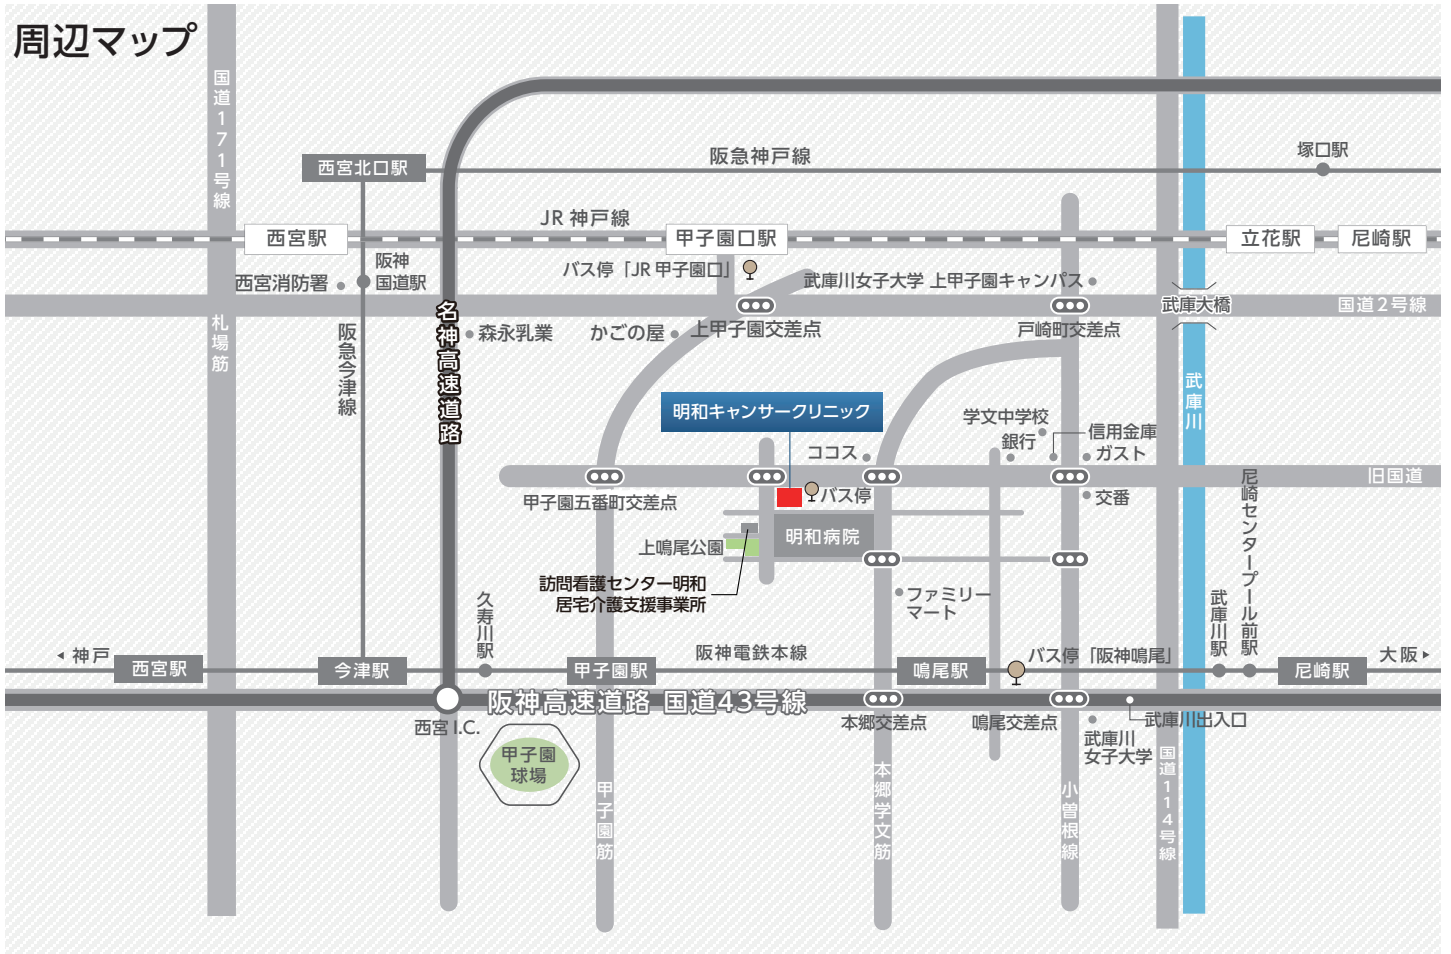 周辺マップ
国道171号線
西宮北口駅
阪急神戸線
塚口駅
JR 神戸線
西宮駅
甲子園口駅
立花駅
尼崎駅
阪神
国道駅
西宮消防署
バス停「JR 甲子園口」
武庫川女子大学 上甲子園キャンパス
武庫大橋
国道2号線
札場筋
阪急今津線
名神高速道路
森永乳業
かごの屋
上甲子園交差点
戸崎町交差点
武庫川
明和キャンサークリニック
学文中学校
銀行
信用金庫
ガスト
ココス
旧国道
甲子園五番町交差点
バス停
交番
尼崎センタープール前駅
明和病院
上鳴尾公園
訪問看護センター明和
居宅介護支援事業所
ファミリー
マート
久寿川駅
武庫川駅
神戸
西宮駅
今津駅
甲子園駅
阪神電鉄本線
鳴尾駅
バス停「阪神鳴尾」
尼崎駅
大阪
阪神高速道路 国道43号線
西宮 I.C.
本郷交差点
鳴尾交差点
武庫川出入口
武庫川
女子大学
甲子園
球場
甲子園筋
本郷学文筋
小曽根線
国道114号線